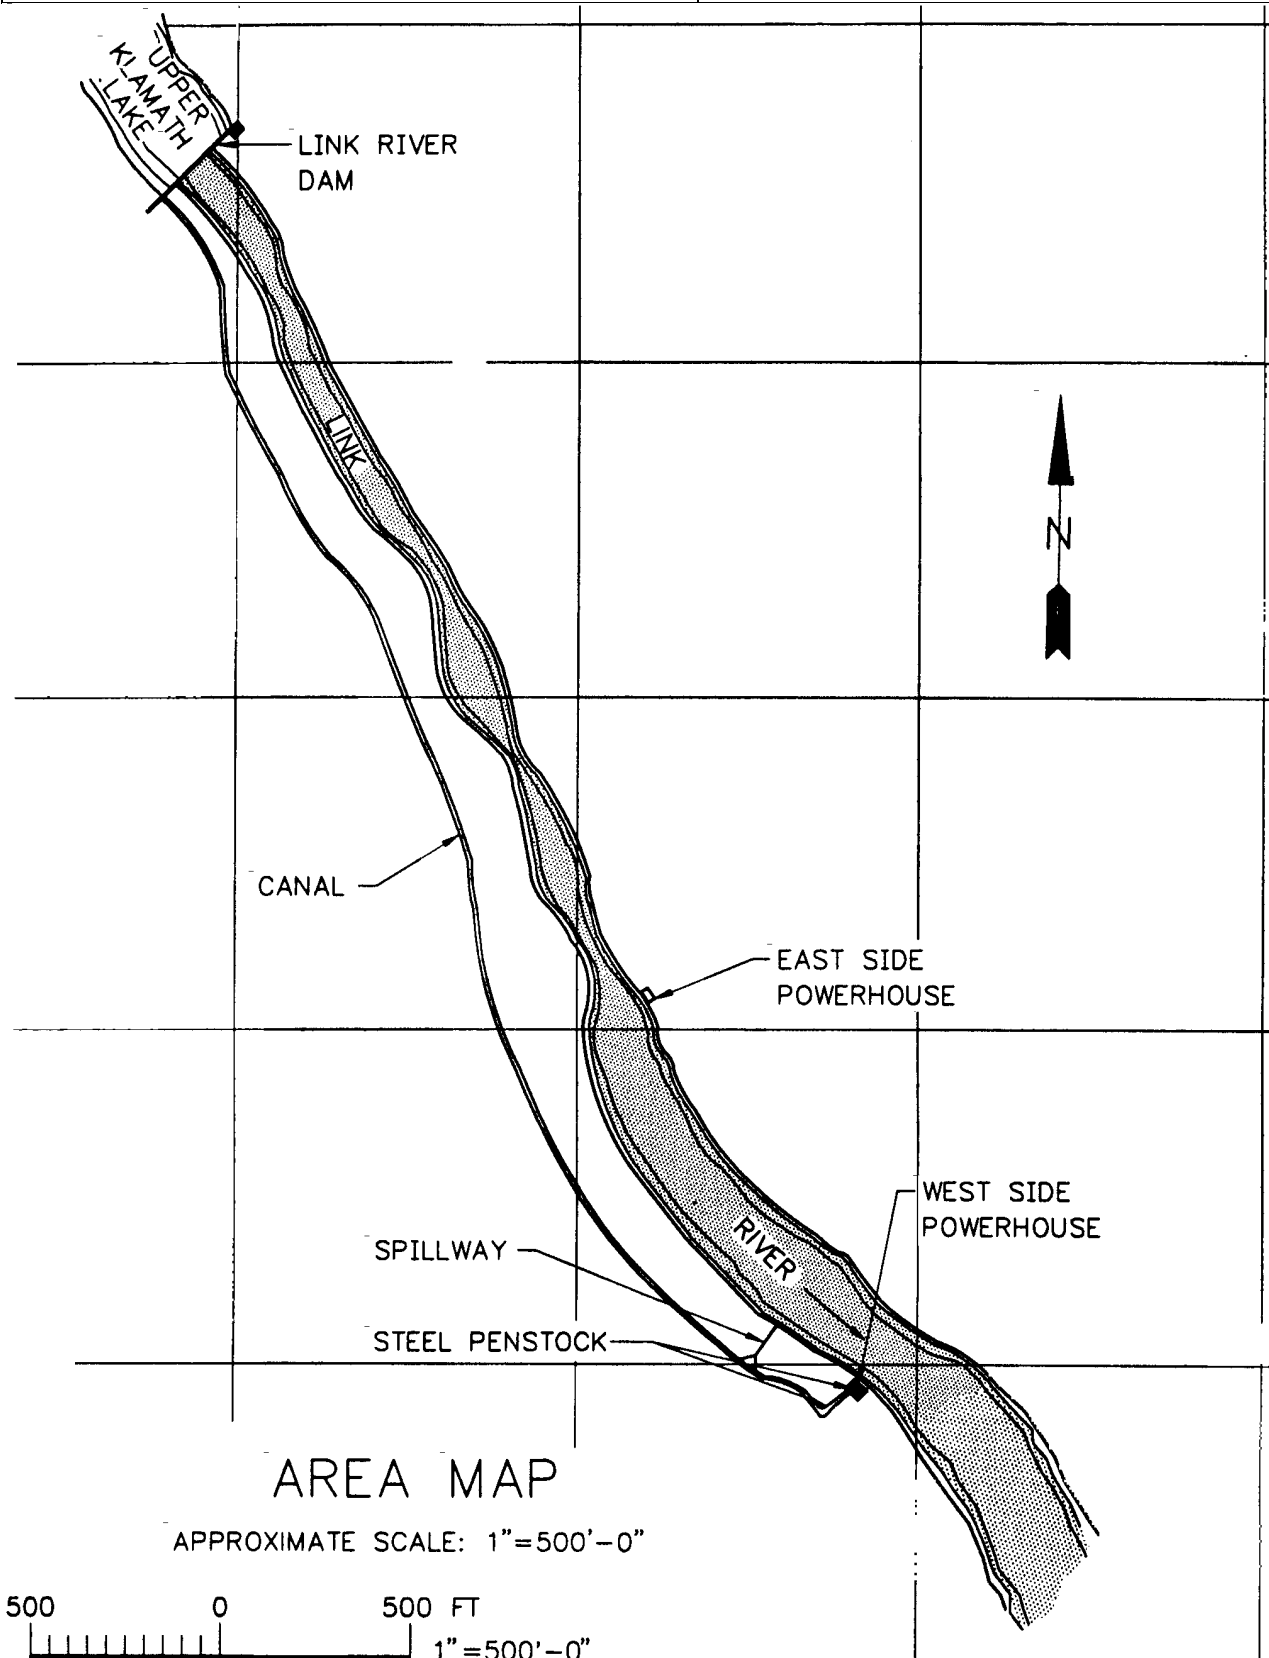 UPPER
KLAMATH
LAKE
LINK RIVER
DAM
LINK
N
CANAL
EAST SIDE
POWERHOUSE
WEST SIDE
POWERHOUSE
RIVER
SPILLWAY
STEEL PENSTOCK
AREA MAP
APPROXIMATE SCALE: 1"=500'-0"
500 0 500 FT
1"=500'-0"